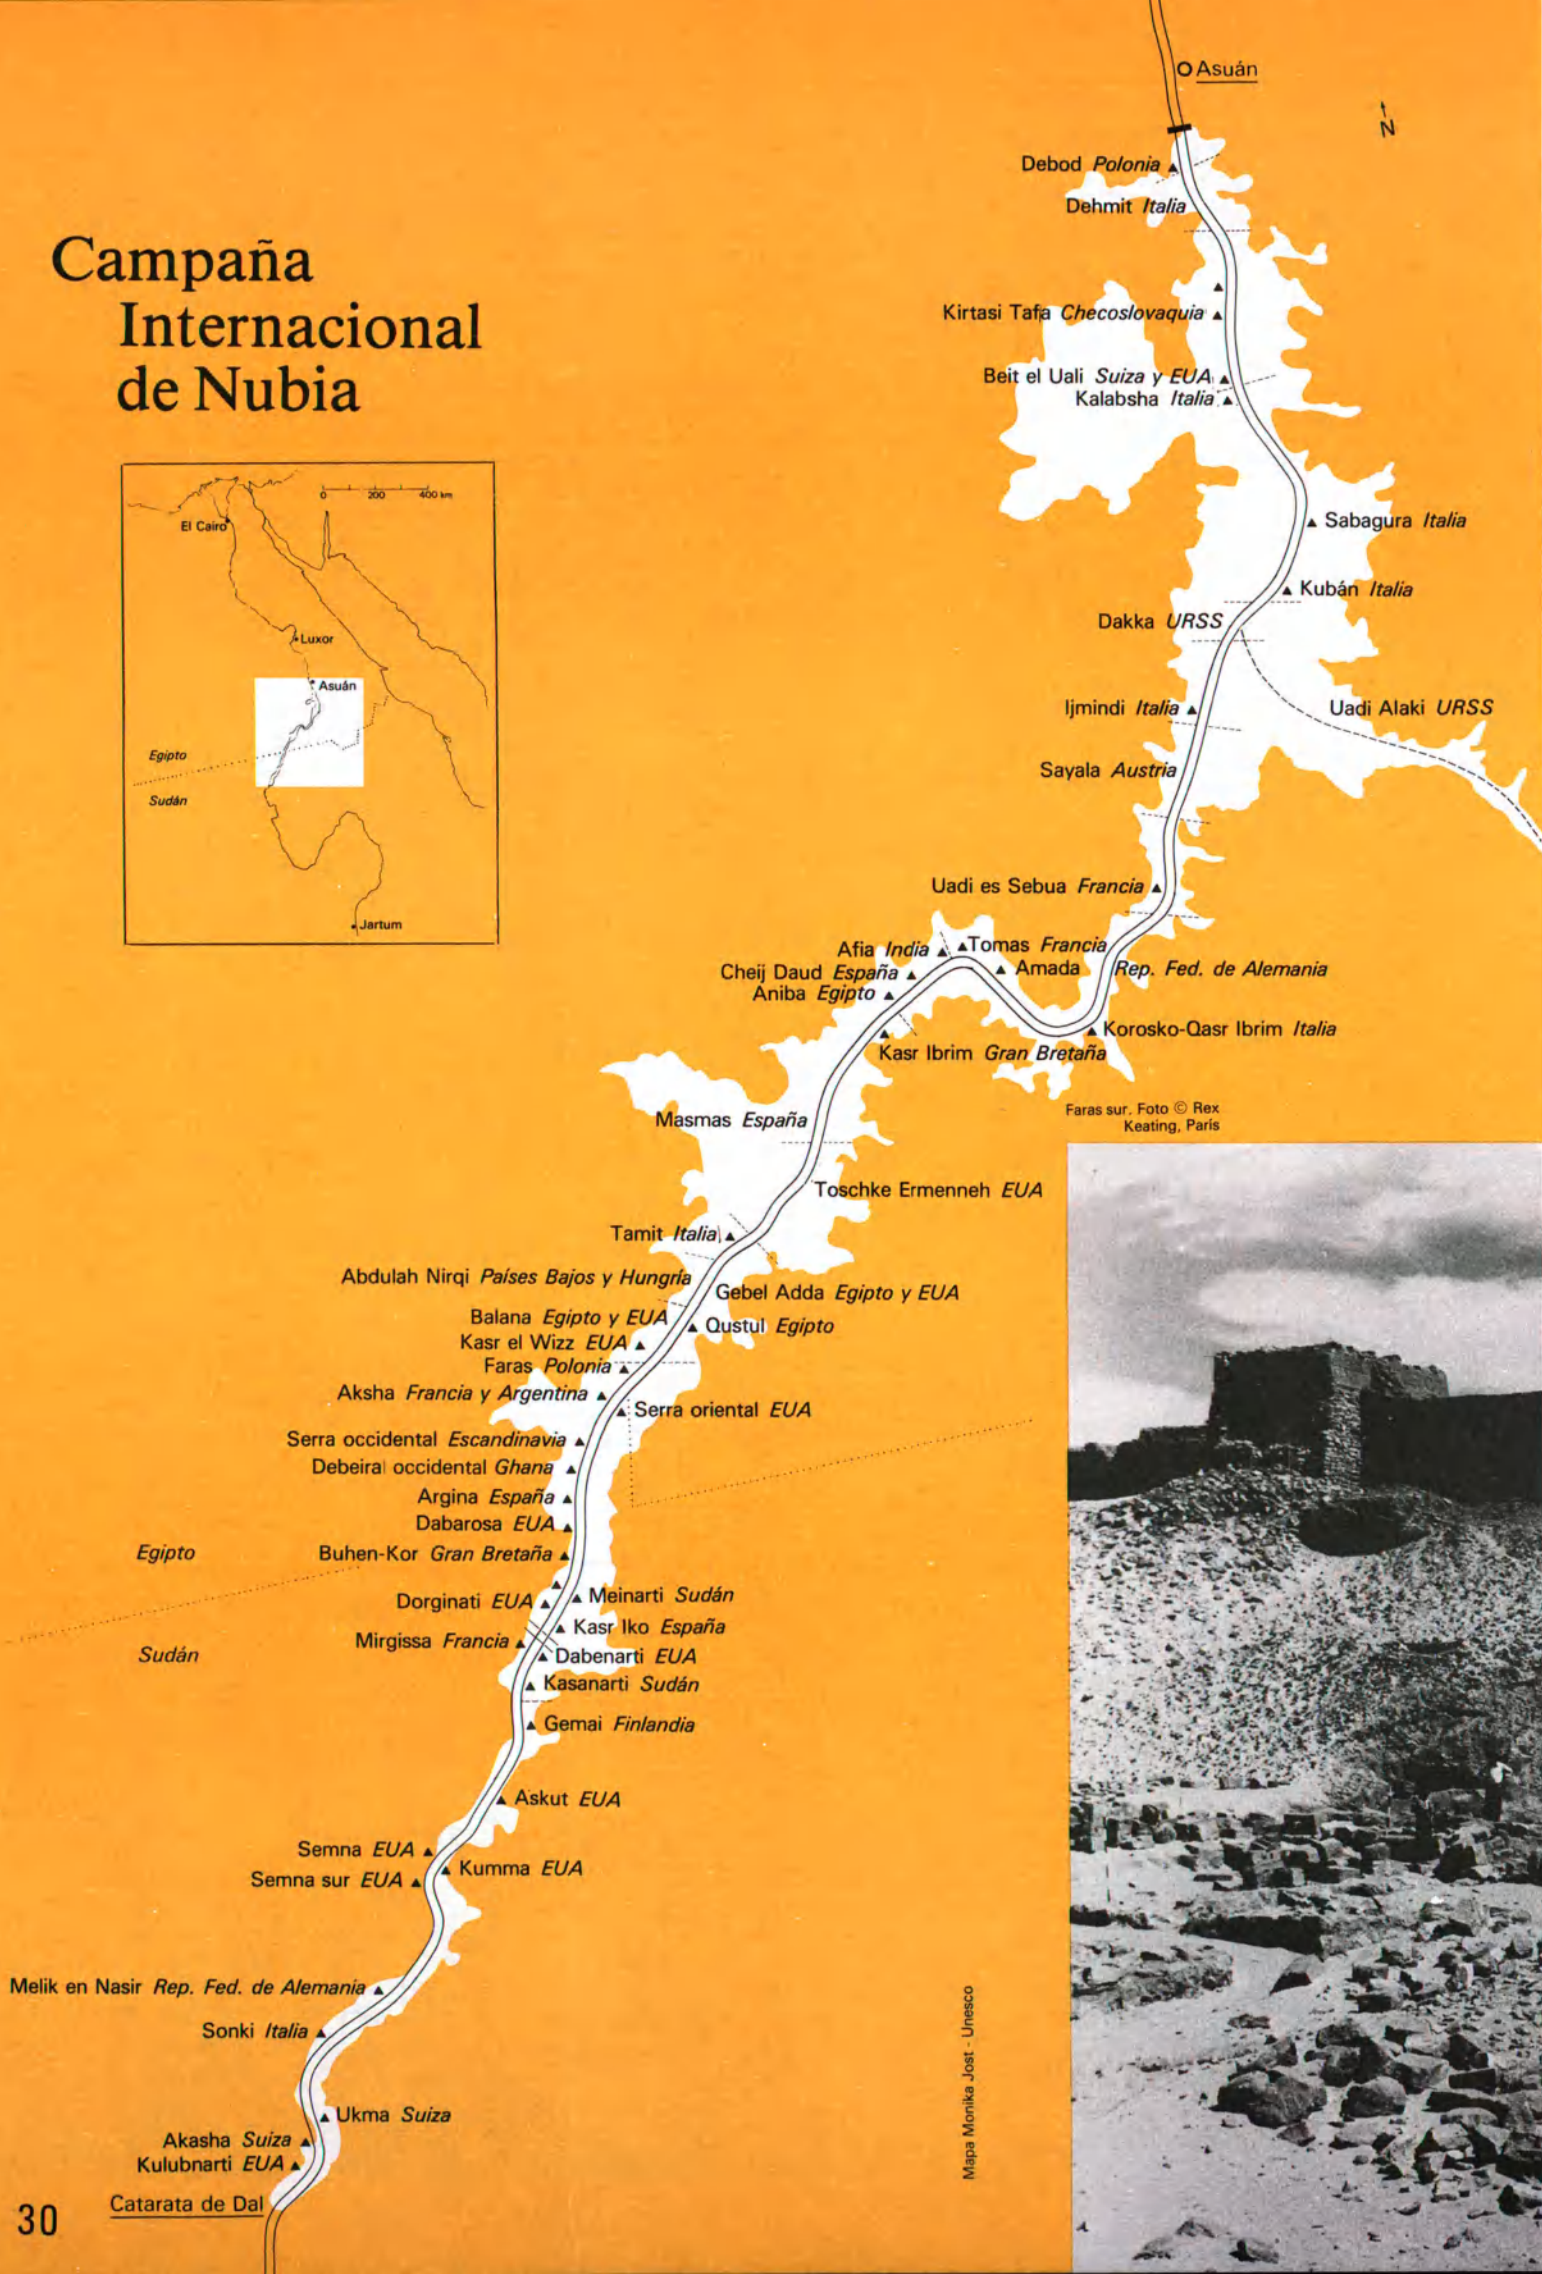 Asuán
N
Debod Polonia
Dehmit Italia
Campaña
Internacional
de Nubia
Kirtasi Tafa Checoslovaquia
Beit el Uali Suiza y EUA
Kalabsha Italia
0 200 400 km
El Cairo
Luxor
Asuán
Egipto
Sudán
Jartum
Sabagura Italia
Kubán Italia
Dakka URSS
Ijmindi Italia
Uadi Alaki URSS
Sayala Austria
Uadi es Sebua Francia
Afia India
Tomas Francia
Cheij Daud España
Amada Rep. Fed. de Alemania
Aniba Egipto
Korosko-Qasr Ibrim Italia
Kasr Ibrim Gran Bretaña
Faras sur. Foto © Rex
Keating, París
Masmas España
Toschke Ermenneh EUA
Tamit Italia
Abdulah Nirqi Países Bajos y Hungría
Gebel Adda Egipto y EUA
Balana Egipto y EUA
Qustul Egipto
Kasr el Wizz EUA
Faras Polonia
Aksha Francia y Argentina
Serra oriental EUA
Serra occidental Escandinavia
Debeira occidental Ghana
Argina España
Dabarosa EUA
Egipto
Buhen-Kor Gran Bretaña
Dorginati EUA
Meinarti Sudán
Kasr Iko España
Mirgissa Francia
Sudán
Dabenarti EUA
Kasanarti Sudán
Gemai Finlandia
Askut EUA
Semna EUA
Kumma EUA
Semna sur EUA
Melik en Nasir Rep. Fed. de Alemania
Sonki Italia
Mapa Monika Jost - Unesco
Ukma Suiza
Akasha Suiza
Kulubnarti EUA
Catarata de Dal
30